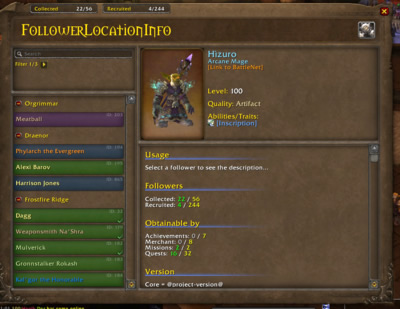 Collected 22/56 Recruited 4/244
FollowerLocationInfo
Search
Filter 1/3
Orgrimmar
Meatball
Draenor
Phylarch the Evergreen
Alexi Barov
Harrison Jones
Frostfire Ridge
Dagg
Weaponsmith Na'Shra
Mulverick
Gronnstalker Rokash
Hizuro
Arcane Mage
[Link to BattleNet]
Level: 100
Quality: Artifact
Abilities/Traits:
[Inscription]
Usage
Select a follower to see the description...
Followers
Collected: 22 / 56
Recruited: 4 / 244
Obtainable by
Achievements: 0 / 7
Merchant: 0 / 8
Missions: 2 / 2
Quests: 16 / 32
Version
Core = @project-version@